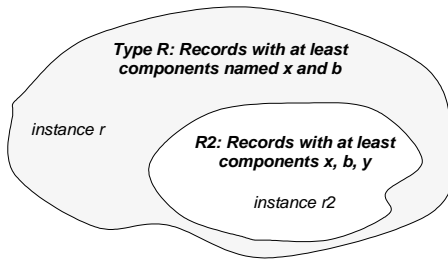 Type R: Records with at least
components named x and b
instance r
R2: Records with at least
components x, b, y
instance r2